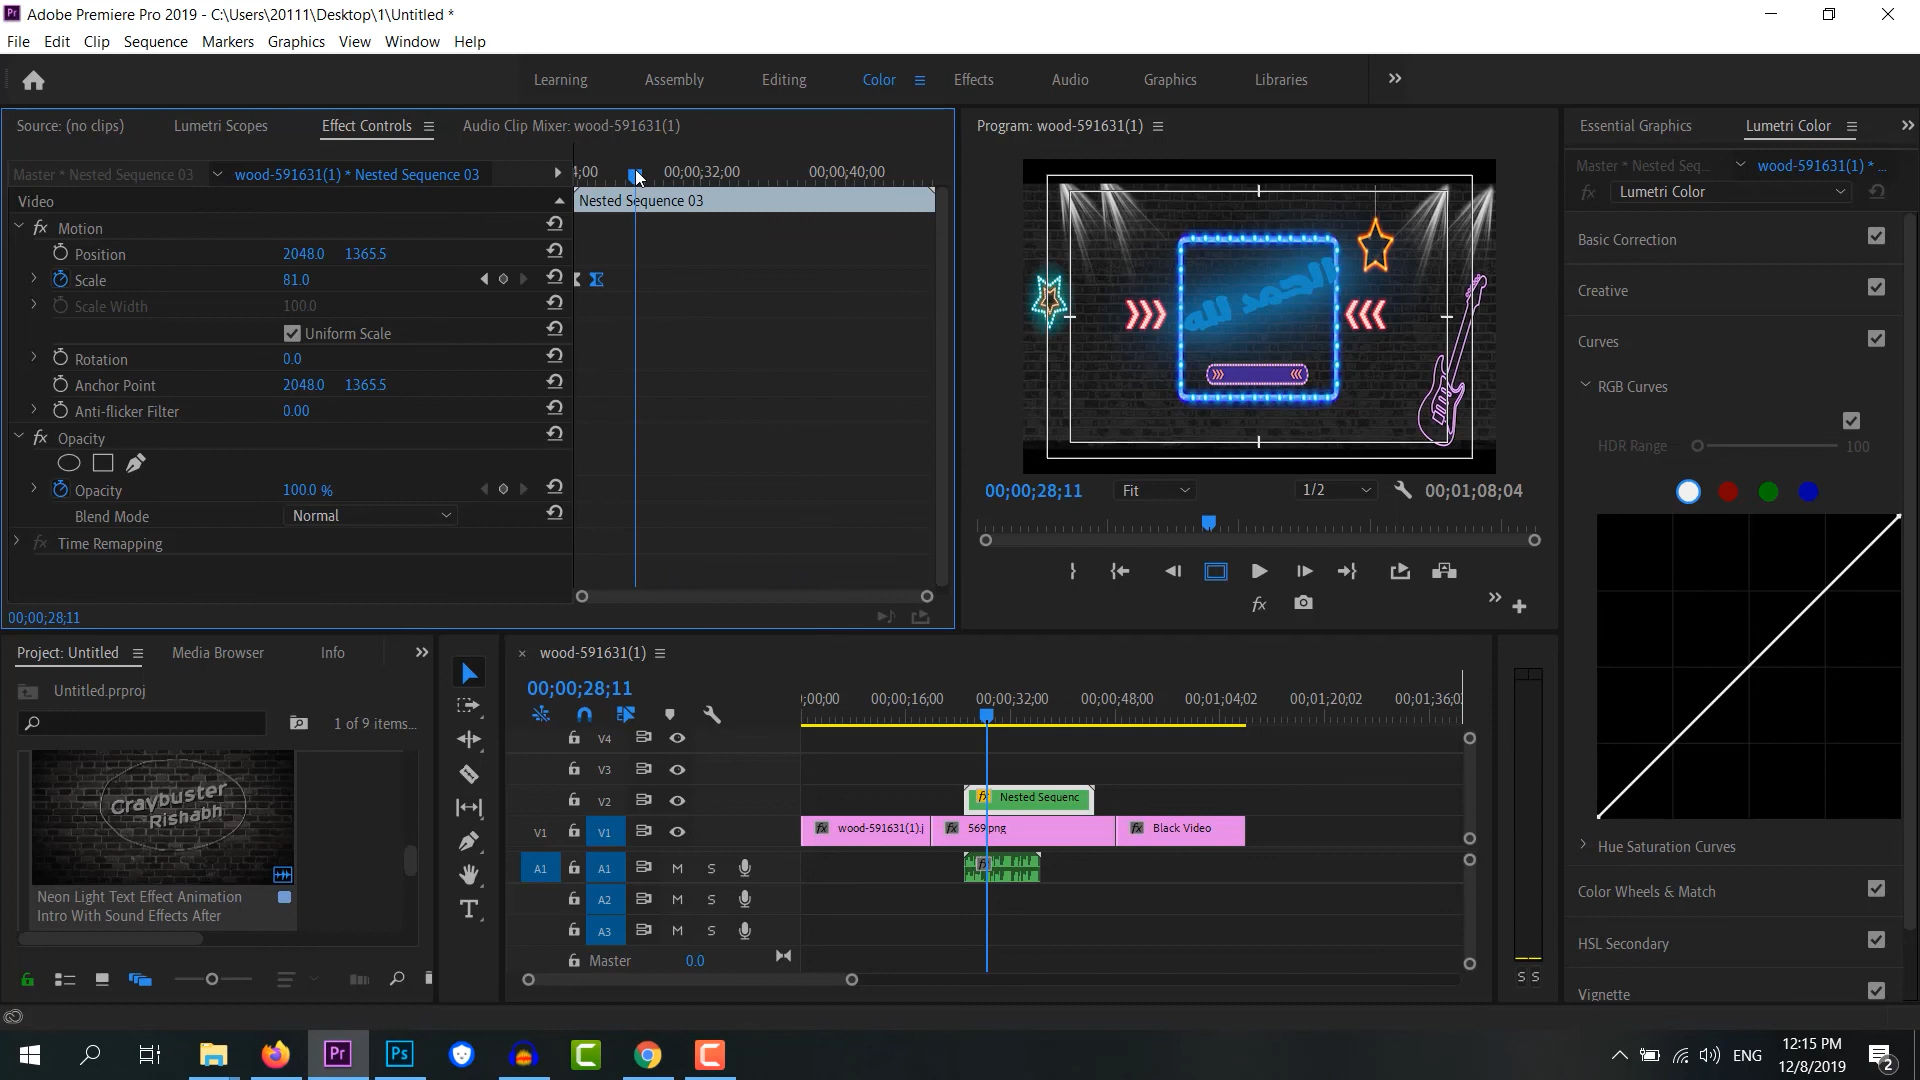 Adobe Premiere Pro 2019 - C:\Users\20111\Desktop\1\Untitled *
File Edit Clip Sequence Markers Graphics View Window Help
Learning Assembly Editing Color Effects Audio Graphics Libraries
Source: (no clips) Lumetri Scopes Effect Controls Audio Clip Mixer: wood-591631(1)
Master * Nested Sequence 03 wood-591631(1) * Nested Sequence 03
4;00 00;00;32;00 00;00;40;00
Video
Nested Sequence 03
Motion
Position 2048.0 1365.5
Scale 81.0
Scale Width 100.0
Uniform Scale
Rotation 0.0
Anchor Point 2048.0 1365.5
Anti-flicker Filter 0.00
Opacity
Opacity 100.0 %
Blend Mode Normal
Time Remapping
00;00;28;11
Program: wood-591631(1)
00;00;28;11 Fit 1/2 00;01;08;04
Essential Graphics Lumetri Color
Master * Nested Seq... wood-591631(1) * ...
fx Lumetri Color
Basic Correction
Creative
Curves
RGB Curves
HDR Range 100
Hue Saturation Curves
Color Wheels & Match
HSL Secondary
Vignette
Project: Untitled Media Browser Info
Untitled.prproj
1 of 9 items...
Craybuster
Rishabh
Neon Light Text Effect Animation
Intro With Sound Effects After
wood-591631(1)
00;00;28;11
;00;00 00;00;16;00 00;00;32;00 00;00;48;00 00;01;04;02 00;01;20;02 00;01;36;0
V4
V3
V2 fx Nested Sequenc
V1 V1 fx wood-591631(1).j fx 569.png fx Black Video
A1 A1 M S fx
A2 M S
A3 M S
Master 0.0
S S
Pr Ps
ENG
12:15 PM
12/8/2019
2